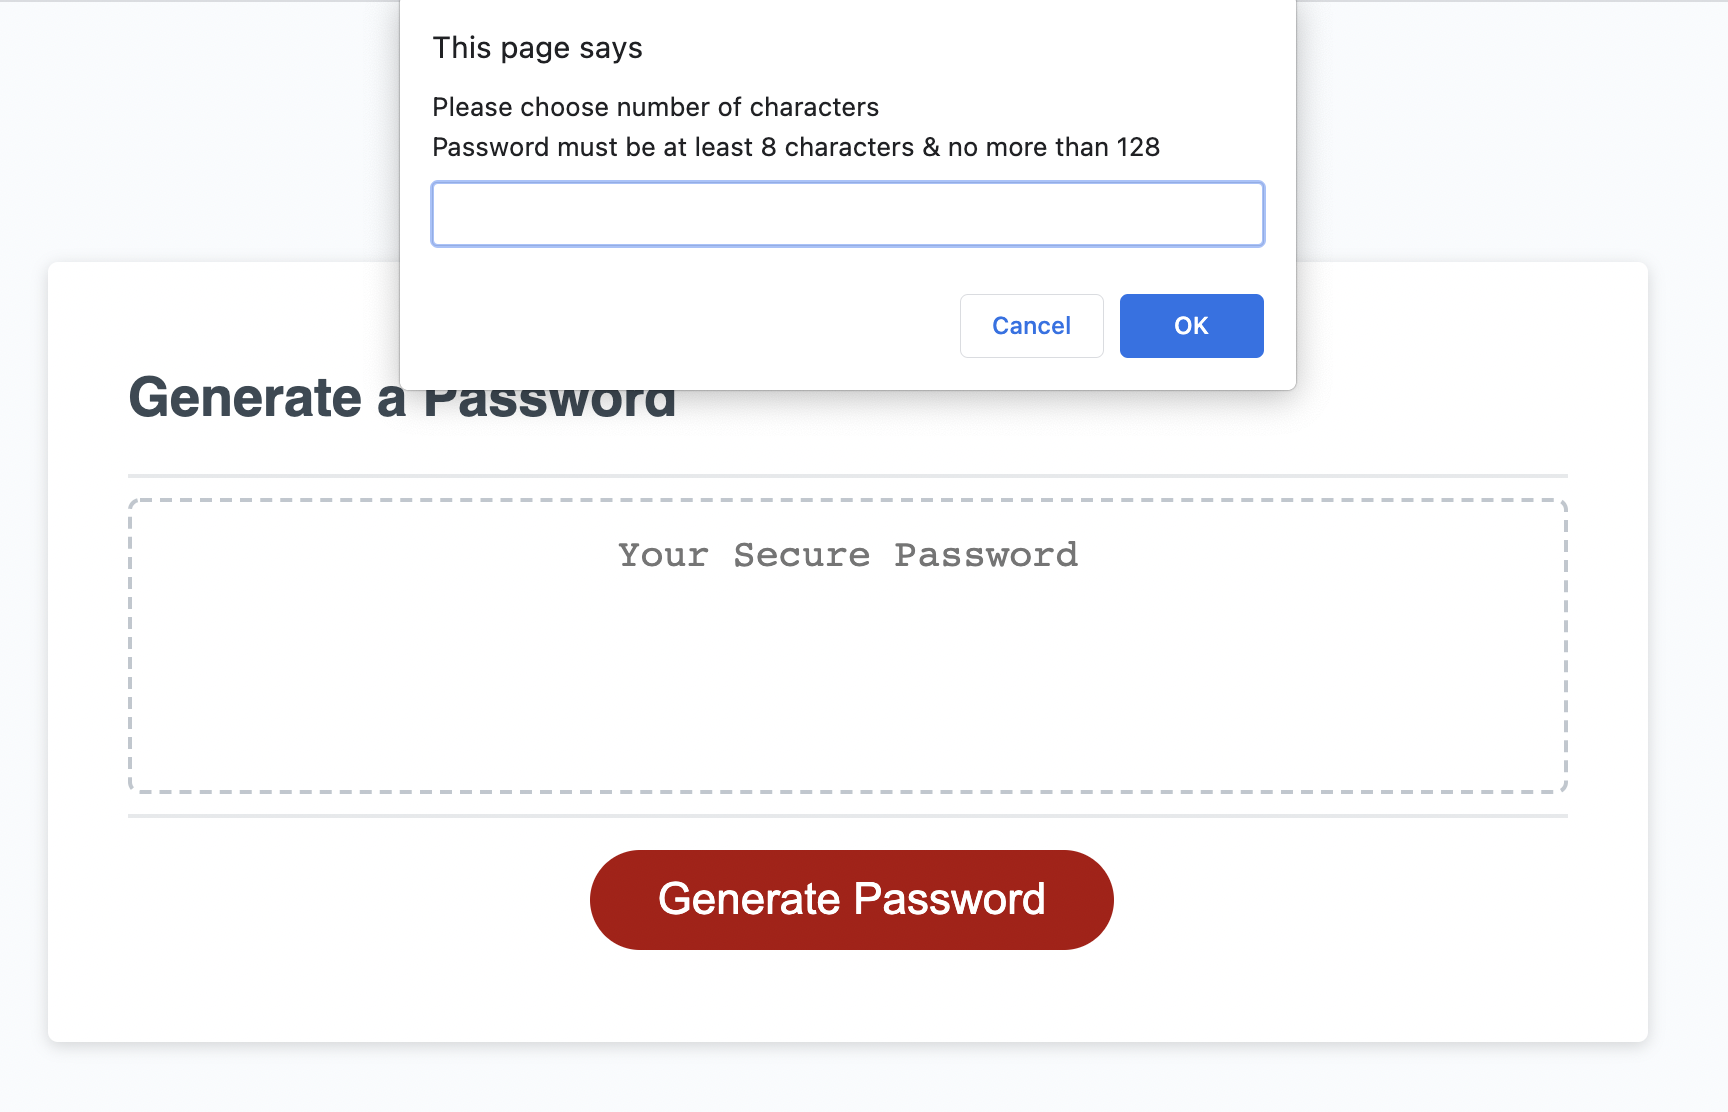 This page says
Please choose number of characters
Password must be at least 8 characters & no more than 128
Cancel
OK
Generate a Password
Your Secure Password
Generate Password